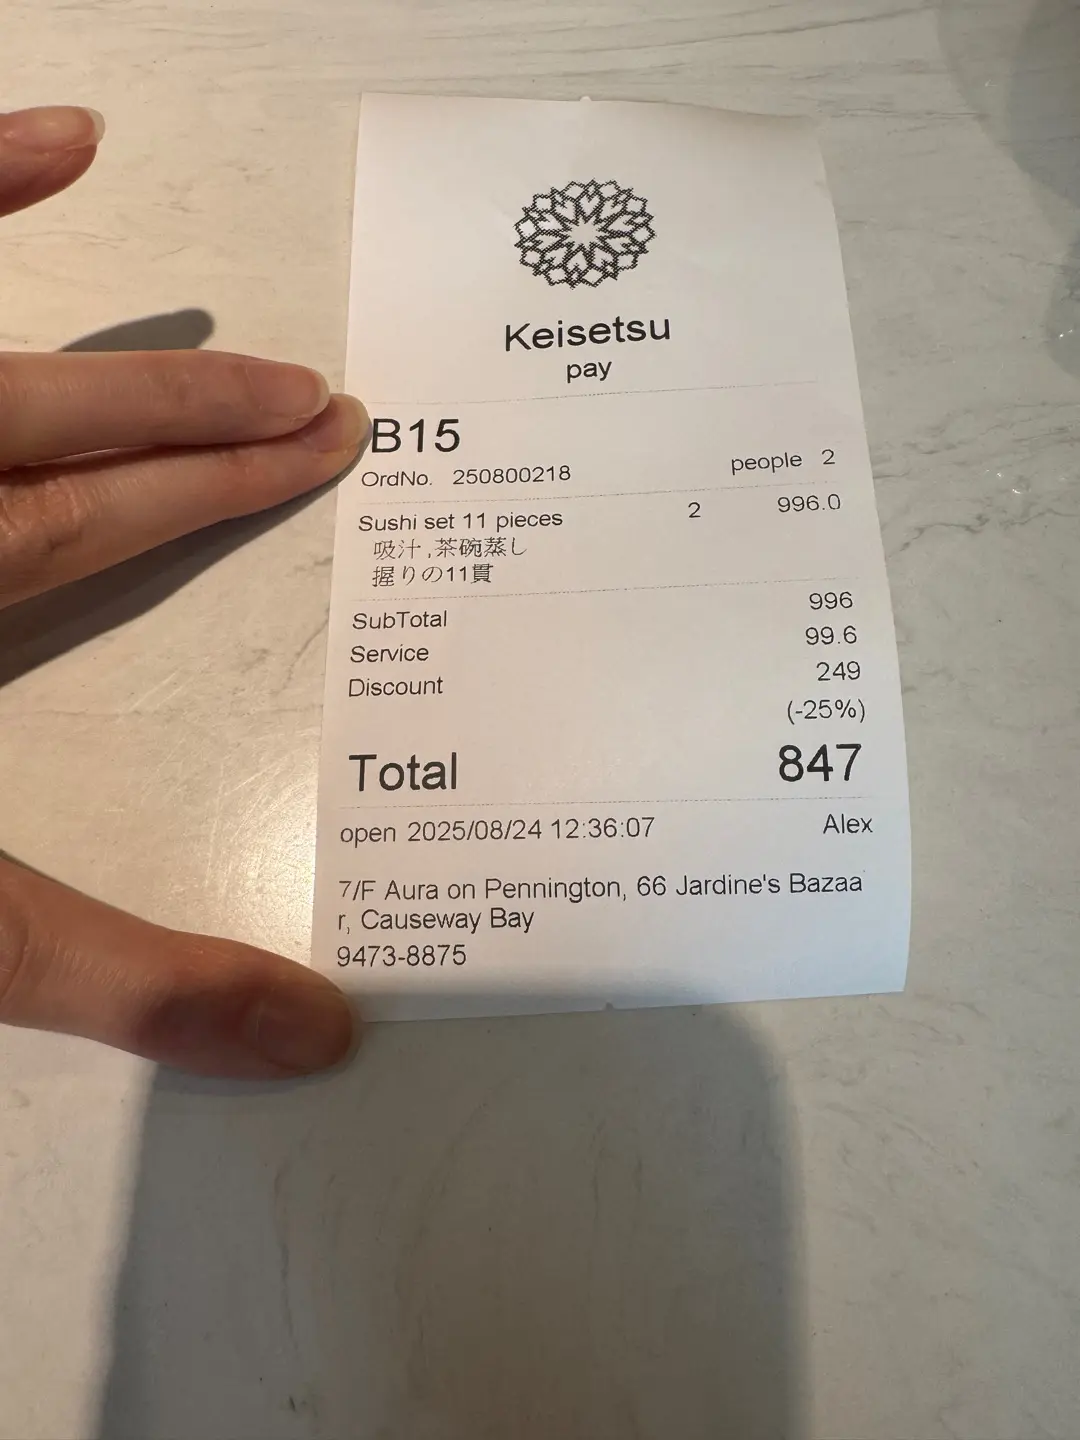 Keisetsu
pay
B15
OrdNo. 250800218 people 2
Sushi set 11 pieces 2 996.0
吸汁,茶碗蒸し
握りの11貫
SubTotal 996
Service 99.6
Discount 249
(-25%)
Total 847
open 2025/08/24 12:36:07 Alex
7/F Aura on Pennington, 66 Jardine's Bazaa
r, Causeway Bay
9473-8875